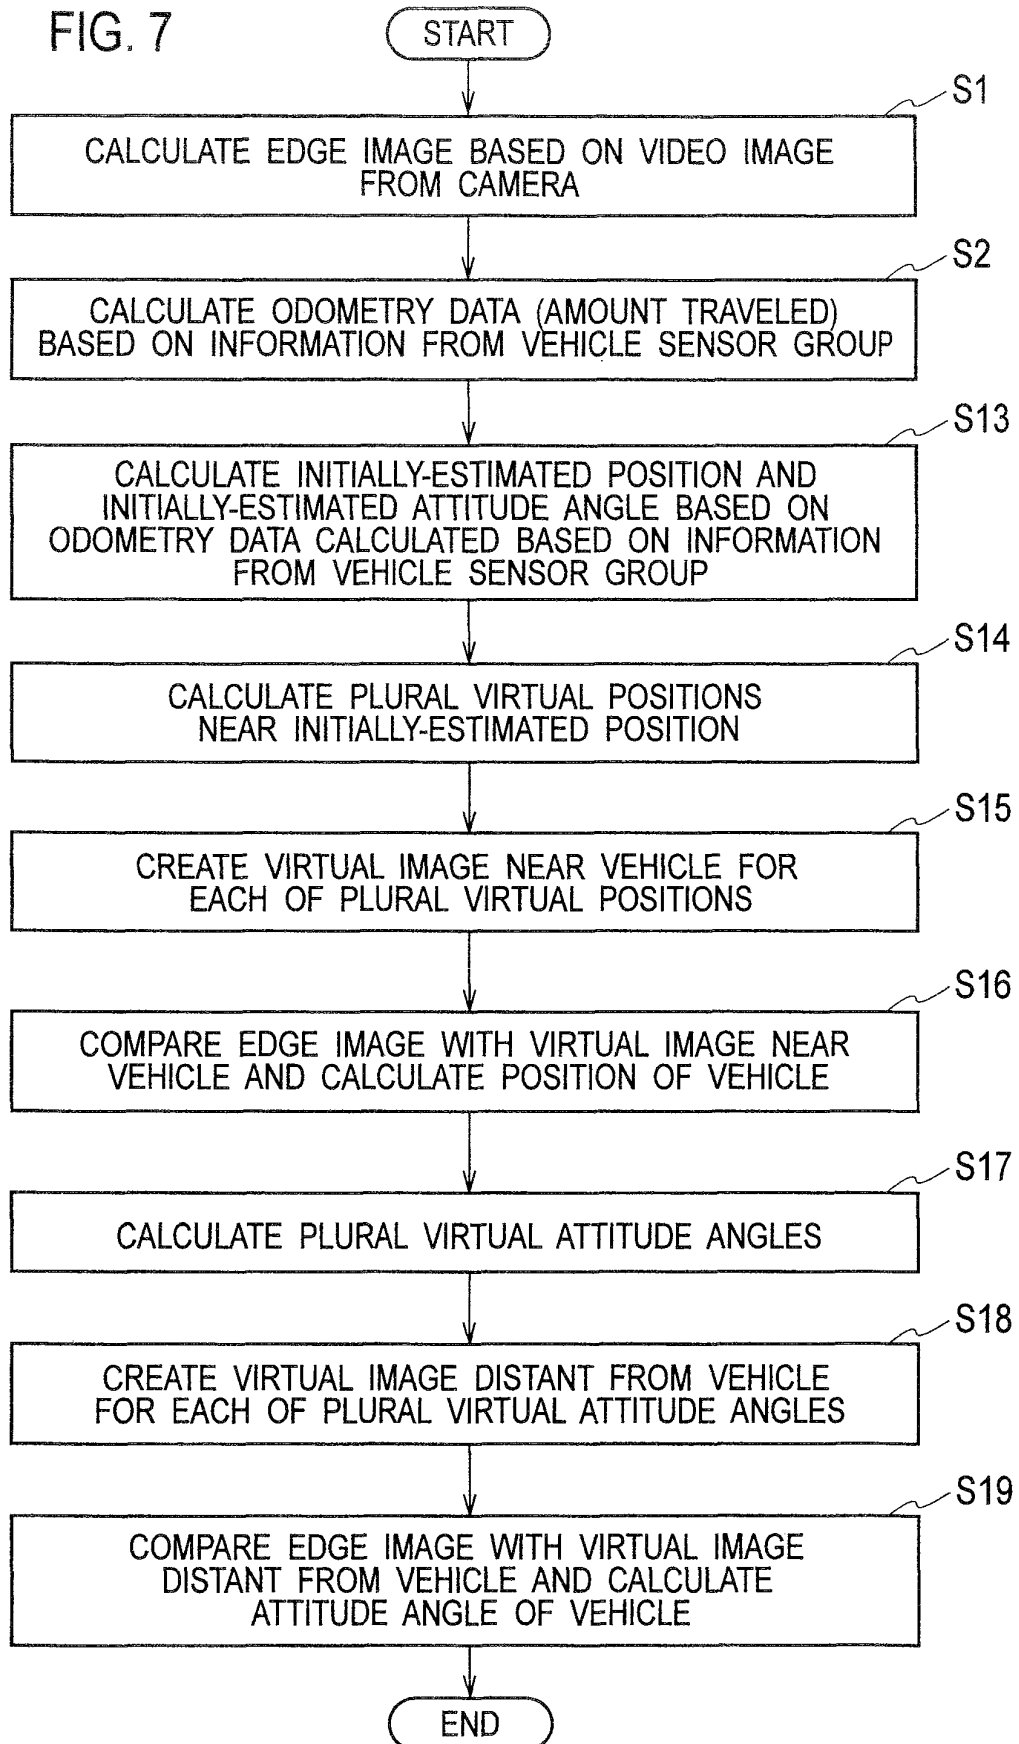 FIG. 7
START
S1
CALCULATE EDGE IMAGE BASED ON VIDEO IMAGE
FROM CAMERA
S2
CALCULATE ODOMETRY DATA (AMOUNT TRAVELED)
BASED ON INFORMATION FROM VEHICLE SENSOR GROUP
S13
CALCULATE INITIALLY-ESTIMATED POSITION AND
INITIALLY-ESTIMATED ATTITUDE ANGLE BASED ON
ODOMETRY DATA CALCULATED BASED ON INFORMATION
FROM VEHICLE SENSOR GROUP
S14
CALCULATE PLURAL VIRTUAL POSITIONS
NEAR INITIALLY-ESTIMATED POSITION
S15
CREATE VIRTUAL IMAGE NEAR VEHICLE FOR
EACH OF PLURAL VIRTUAL POSITIONS
S16
COMPARE EDGE IMAGE WITH VIRTUAL IMAGE NEAR
VEHICLE AND CALCULATE POSITION OF VEHICLE
S17
CALCULATE PLURAL VIRTUAL ATTITUDE ANGLES
S18
CREATE VIRTUAL IMAGE DISTANT FROM VEHICLE
FOR EACH OF PLURAL VIRTUAL ATTITUDE ANGLES
S19
COMPARE EDGE IMAGE WITH VIRTUAL IMAGE
DISTANT FROM VEHICLE AND CALCULATE
ATTITUDE ANGLE OF VEHICLE
END